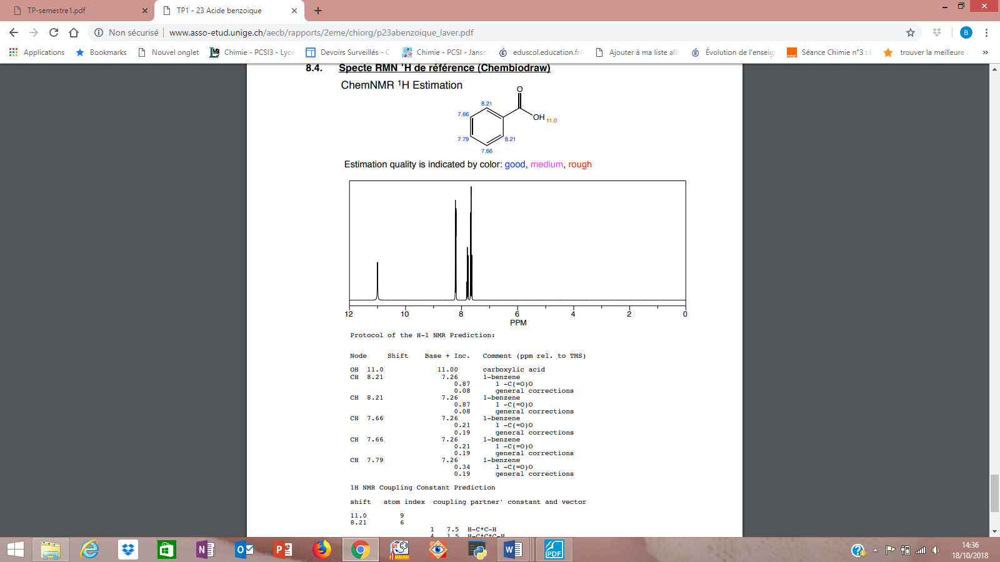 TP-semestre1.pdf
TP1 - 23 Acide benzoique
Non sécurisé
www.asso-etud.unige.ch/aecb/rapports/2eme/chiorg/p23abenzoique_laver.pdf
B
Applications
Bookmarks
Nouvel onglet
Chimie - PCSI3 - Lycé
Devoirs Surveillés - C
Chimie - PCSI - Janso
eduscol.education.fr/
Ajouter à ma liste allo
Évolution de l'enseig
Séance Chimie n°3 : E
trouver la meilleure
»
8.4. Specte RMN ¹H de référence (Chembiodraw)
ChemNMR ¹H Estimation
O
8.21
7.66
OH 11.0
7.79
8.21
7.66
Estimation quality is indicated by color: good, medium, rough
12 10 8 6 4 2 0
PPM
Protocol of the H-1 NMR Prediction:
Node Shift Base + Inc. Comment (ppm rel. to TMS)
OH 11.0 11.00 carboxylic acid
CH 8.21 7.26 1-benzene
0.87 1 -C(=O)O
0.08 general corrections
CH 8.21 7.26 1-benzene
0.87 1 -C(=O)O
0.08 general corrections
CH 7.66 7.26 1-benzene
0.21 1 -C(=O)O
0.19 general corrections
CH 7.66 7.26 1-benzene
0.21 1 -C(=O)O
0.19 general corrections
CH 7.79 7.26 1-benzene
0.34 1 -C(=O)O
0.19 general corrections
1H NMR Coupling Constant Prediction
shift atom index coupling partner' constant and vector
11.0 9
8.21 6
1 7.5 H-C*C-H
4 1.5 H-C*C*C-H
PDF
14:36
18/10/2018